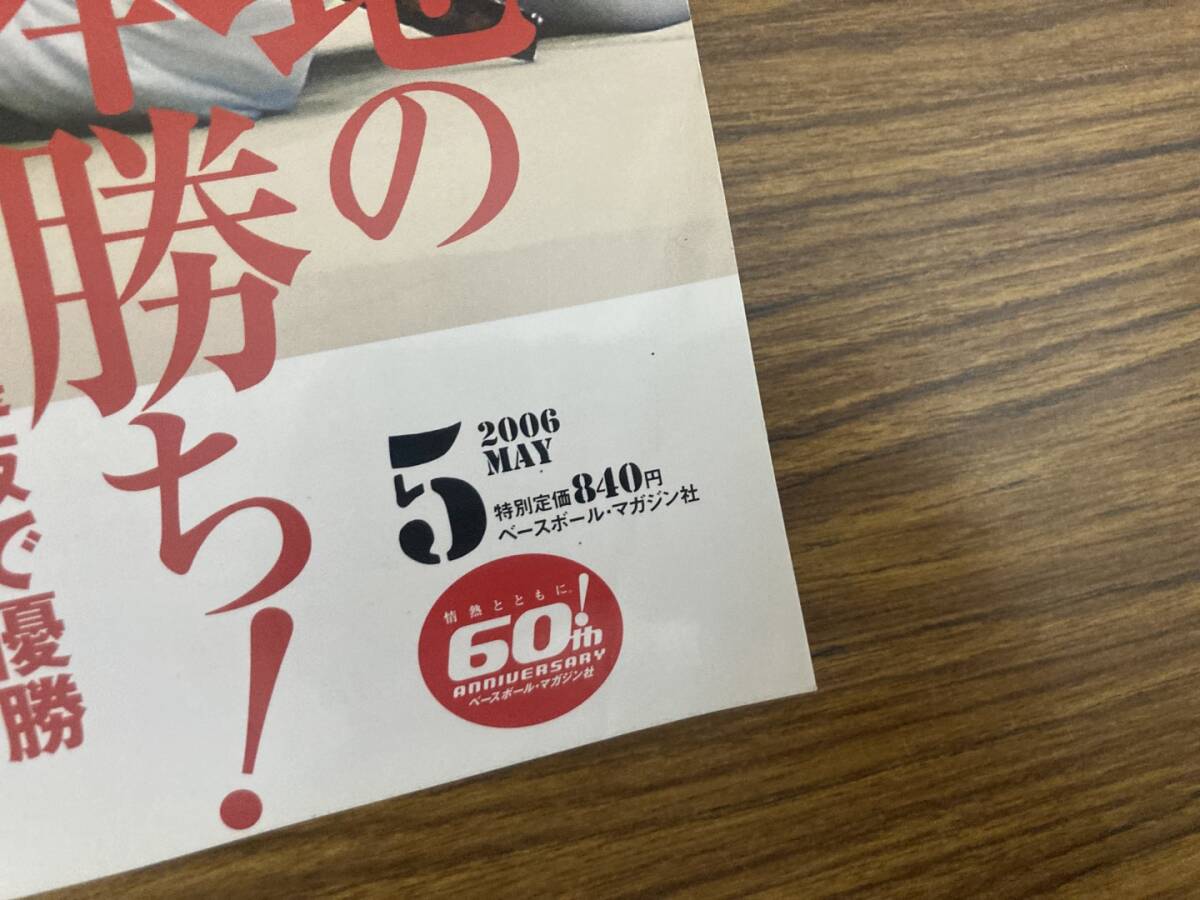 の
勝ち!
で優勝
5
2006
MAY
特別定価840円
ベースボール・マガジン社
情熱とともに。
60!th
ANNIVERSARY
ベースボール・マガジン社